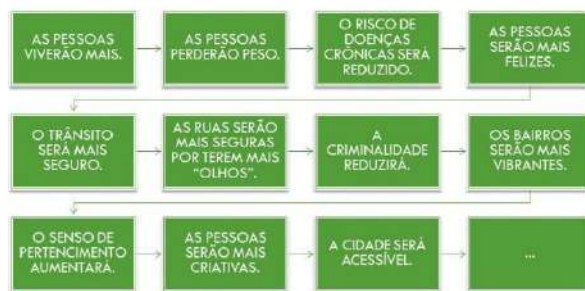 AS PESSOAS
VIVERÃO MAIS.
AS PESSOAS
PERDERÃO PESO.
O RISCO DE
DOENÇAS
CRÔNICAS SERÁ
REDUZIDO.
AS PESSOAS
SERÃO MAIS
FELIZES.
O TRÂNSITO
SERÁ MAIS
SEGURO.
AS RUAS SERÃO
MAIS SEGURAS
POR TEREM MAIS
"OLHOS".
A
CRIMINALIDADE
REDUZIRÁ.
OS BAIRROS
SERÃO MAIS
VIBRANTES.
O SENSO DE
PERTENCIMENTO
AUMENTARÁ.
AS PESSOAS
SERÃO MAIS
CRIATIVAS.
A CIDADE SERÁ
ACESSÍVEL.
...